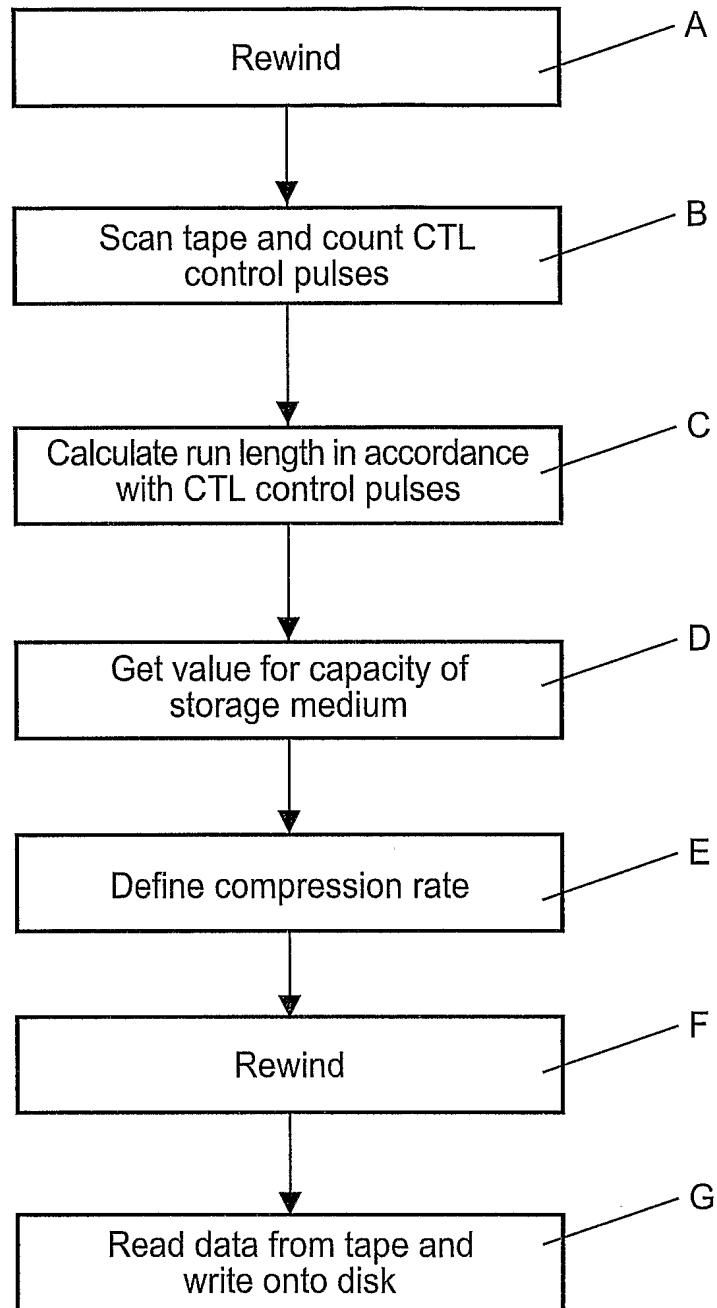 A
Rewind
B
Scan tape and count CTL
control pulses
C
Calculate run length in accordance
with CTL control pulses
D
Get value for capacity of
storage medium
E
Define compression rate
F
Rewind
G
Read data from tape and
write onto disk